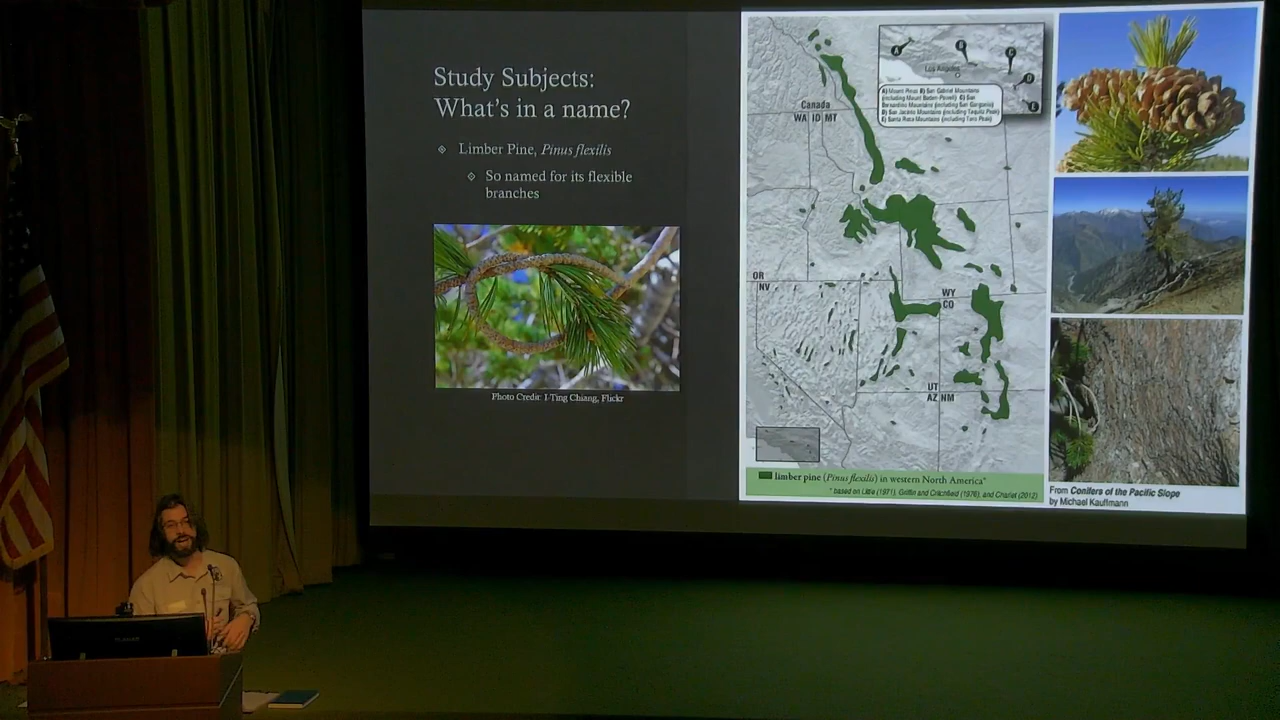 Study Subjects:
What's in a name?
Limber Pine, Pinus flexilis
So named for its flexible
branches
Photo Credit: I-Ting Chiang, Flickr
A
B
C
D
E
Los Angeles
A) Mount Pinos B) San Gabriel Mountains
(including Mount Baden-Powell) C) San
Bernardino Mountains (including San Gorgonio)
D) San Jacinto Mountains (including Tahquitz Peak)
E) Santa Rosa Mountains (including Toro Peak)
Canada
WA ID MT
OR
NV
WY
CO
UT
AZ NM
limber pine (Pinus flexilis) in western North America*
* based on Little (1971), Griffin and Critchfield (1976), and Charlet (2012)
From Conifers of the Pacific Slope
by Michael Kauffmann